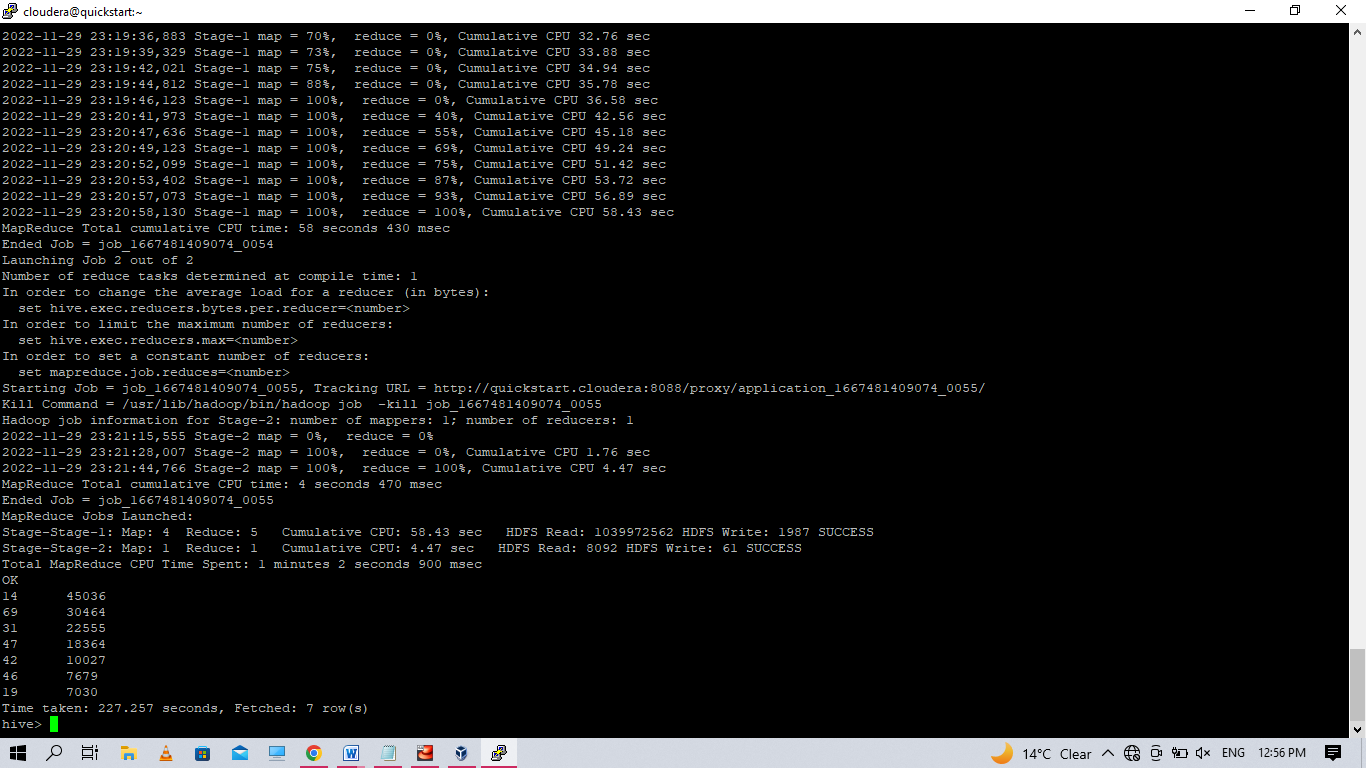 cloudera@quickstart:~
2022-11-29 23:19:36,883 Stage-1 map = 70%,  reduce = 0%, Cumulative CPU 32.76 sec
2022-11-29 23:19:39,329 Stage-1 map = 73%,  reduce = 0%, Cumulative CPU 33.88 sec
2022-11-29 23:19:42,021 Stage-1 map = 75%,  reduce = 0%, Cumulative CPU 34.94 sec
2022-11-29 23:19:44,812 Stage-1 map = 88%,  reduce = 0%, Cumulative CPU 35.78 sec
2022-11-29 23:19:46,123 Stage-1 map = 100%,  reduce = 0%, Cumulative CPU 36.58 sec
2022-11-29 23:20:41,973 Stage-1 map = 100%,  reduce = 40%, Cumulative CPU 42.56 sec
2022-11-29 23:20:47,636 Stage-1 map = 100%,  reduce = 55%, Cumulative CPU 45.18 sec
2022-11-29 23:20:49,123 Stage-1 map = 100%,  reduce = 69%, Cumulative CPU 49.24 sec
2022-11-29 23:20:52,099 Stage-1 map = 100%,  reduce = 75%, Cumulative CPU 51.42 sec
2022-11-29 23:20:53,402 Stage-1 map = 100%,  reduce = 87%, Cumulative CPU 53.72 sec
2022-11-29 23:20:57,073 Stage-1 map = 100%,  reduce = 93%, Cumulative CPU 56.89 sec
2022-11-29 23:20:58,130 Stage-1 map = 100%,  reduce = 100%, Cumulative CPU 58.43 sec
MapReduce Total cumulative CPU time: 58 seconds 430 msec
Ended Job = job_1667481409074_0054
Launching Job 2 out of 2
Number of reduce tasks determined at compile time: 1
In order to change the average load for a reducer (in bytes):
  set hive.exec.reducers.bytes.per.reducer=<number>
In order to limit the maximum number of reducers:
  set hive.exec.reducers.max=<number>
In order to set a constant number of reducers:
  set mapreduce.job.reduces=<number>
Starting Job = job_1667481409074_0055, Tracking URL = http://quickstart.cloudera:8088/proxy/application_1667481409074_0055/
Kill Command = /usr/lib/hadoop/bin/hadoop job  -kill job_1667481409074_0055
Hadoop job information for Stage-2: number of mappers: 1; number of reducers: 1
2022-11-29 23:21:15,555 Stage-2 map = 0%,  reduce = 0%
2022-11-29 23:21:28,007 Stage-2 map = 100%,  reduce = 0%, Cumulative CPU 1.76 sec
2022-11-29 23:21:44,766 Stage-2 map = 100%,  reduce = 100%, Cumulative CPU 4.47 sec
MapReduce Total cumulative CPU time: 4 seconds 470 msec
Ended Job = job_1667481409074_0055
MapReduce Jobs Launched:
Stage-Stage-1: Map: 4  Reduce: 5   Cumulative CPU: 58.43 sec   HDFS Read: 1039972562 HDFS Write: 1987 SUCCESS
Stage-Stage-2: Map: 1  Reduce: 1   Cumulative CPU: 4.47 sec   HDFS Read: 8092 HDFS Write: 61 SUCCESS
Total MapReduce CPU Time Spent: 1 minutes 2 seconds 900 msec
OK
14      45036
69      30464
31      22555
47      18364
42      10027
46      7679
19      7030
Time taken: 227.257 seconds, Fetched: 7 row(s)
hive>
14°C Clear ENG 12:56 PM